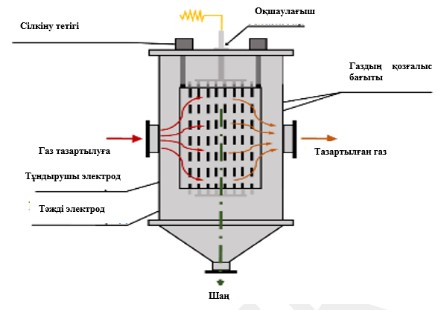 Оқшаулағыш
Сілкіну тетігі
Газдың қозғалыс
бағыты
Газ тазартылуға
Тазартылған газ
Тұндырушы электрод
Тәжді электрод
Шаң